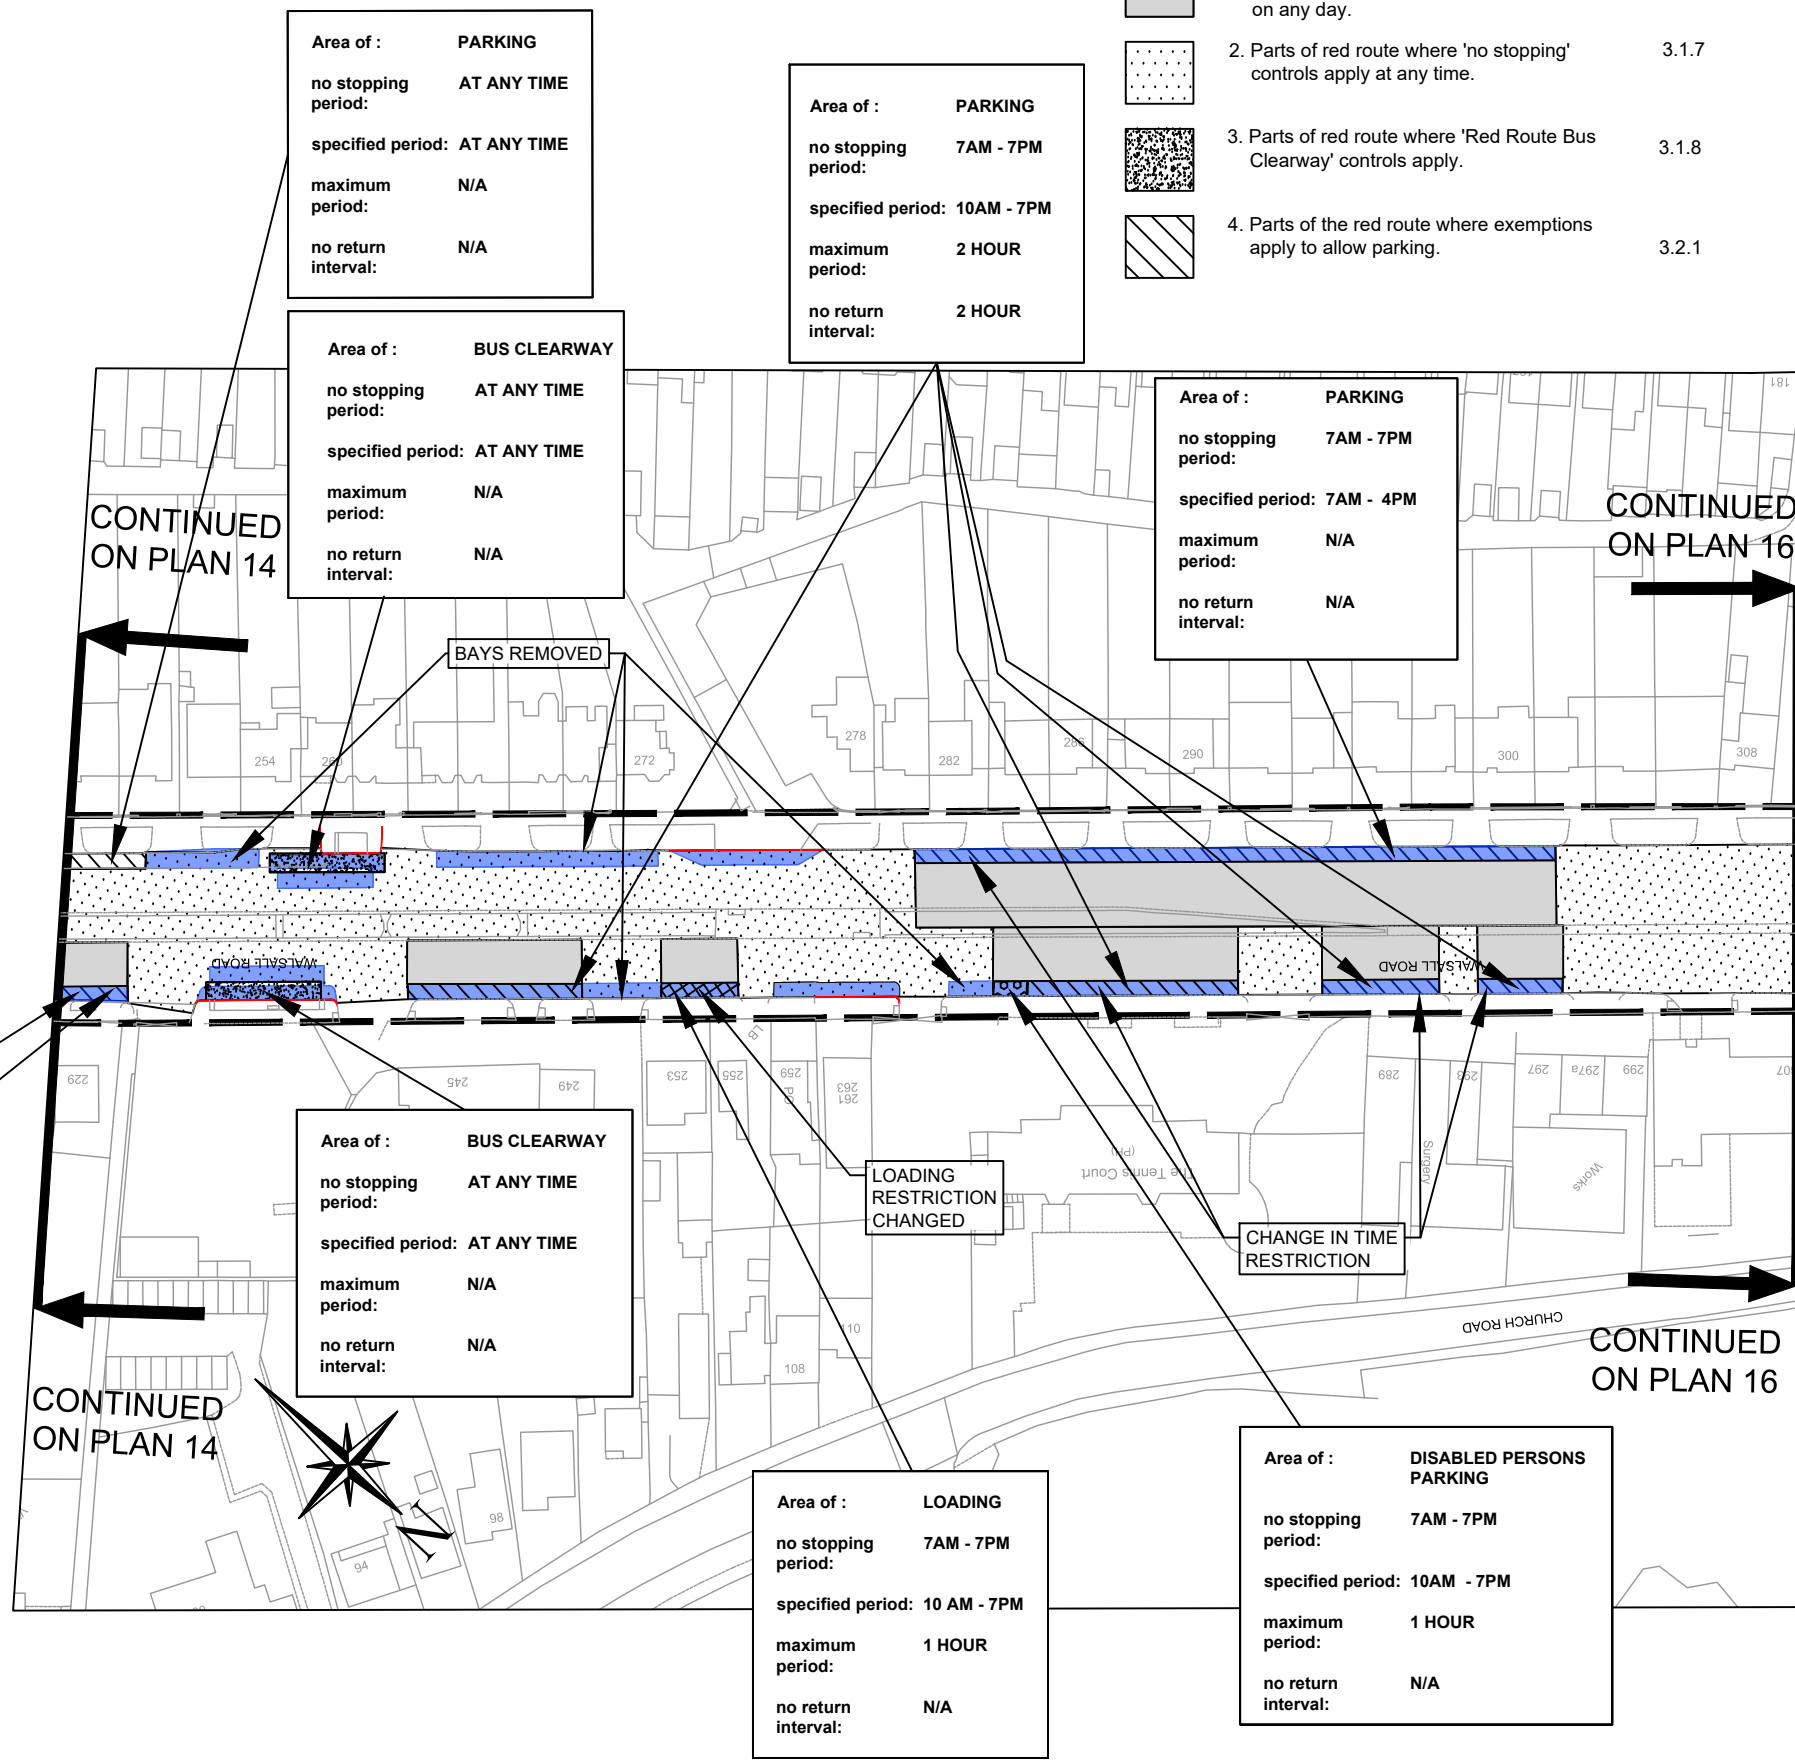 on any day.
2. Parts of red route where 'no stopping'
controls apply at any time.
3.1.7
3. Parts of red route where 'Red Route Bus
Clearway' controls apply.
3.1.8
4. Parts of the red route where exemptions
apply to allow parking.
3.2.1
Area of : PARKING
no stopping period: AT ANY TIME
specified period: AT ANY TIME
maximum period: N/A
no return interval: N/A
Area of : PARKING
no stopping period: 7AM - 7PM
specified period: 10AM - 7PM
maximum period: 2 HOUR
no return interval: 2 HOUR
Area of : BUS CLEARWAY
no stopping period: AT ANY TIME
specified period: AT ANY TIME
maximum period: N/A
no return interval: N/A
Area of : PARKING
no stopping period: 7AM - 7PM
specified period: 7AM - 4PM
maximum period: N/A
no return interval: N/A
181
CONTINUED
ON PLAN 14
CONTINUED
ON PLAN 16
BAYS REMOVED
254
272
278
282
286
290
300
308
WALSALL ROAD
WALSALL ROAD
229
245
249
253
255
LB
259
PO
263
261
The Tennis Court
(PH)
289
293
Surgery
297
297a
299
Works
Area of : BUS CLEARWAY
no stopping period: AT ANY TIME
specified period: AT ANY TIME
maximum period: N/A
no return interval: N/A
LOADING
RESTRICTION
CHANGED
CHANGE IN TIME
RESTRICTION
110
108
CHURCH ROAD
CONTINUED
ON PLAN 14
CONTINUED
ON PLAN 16
N
98
94
Area of : LOADING
no stopping period: 7AM - 7PM
specified period: 10 AM - 7PM
maximum period: 1 HOUR
no return interval: N/A
Area of : DISABLED PERSONS
PARKING
no stopping period: 7AM - 7PM
specified period: 10AM - 7PM
maximum period: 1 HOUR
no return interval: N/A